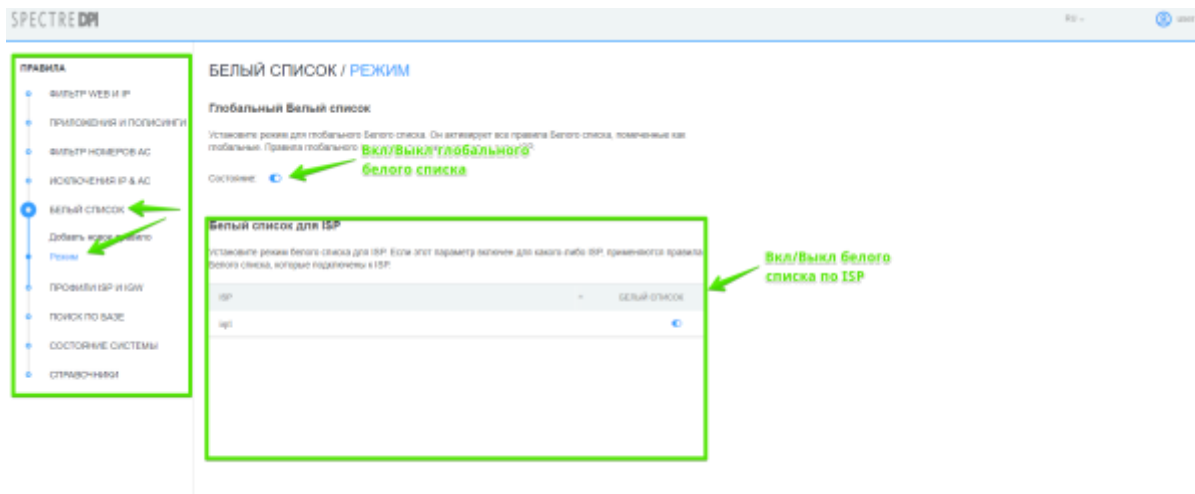 SPECTRE DPI
RU
ПРАВИЛА
ФИЛЬТР WEB И IP
ПРИЛОЖЕНИЯ И ПОЛИСИНГИ
ФИЛЬТР НОМЕРОВ АС
ИСКЛЮЧЕНИЯ IP & АС
БЕЛЫЙ СПИСОК
Добавить новое правило
Режим
ПРОФИЛИ ISP И IGW
ПОИСК ПО БАЗЕ
СОСТОЯНИЕ СИСТЕМЫ
СПРАВОЧНИКИ
БЕЛЫЙ СПИСОК / РЕЖИМ
Глобальный Белый список
Установите режим для глобального Белого списка. Он активирует все правила Белого списка, помеченные как
глобальные. Правила глобального ISP.
Состояние:
Вкл/Выкл глобального
белого списка
Белый список для ISP
Установите режим белого списка для ISP. Если этот параметр включен для какого либо ISP, применяются правила
Белого списка, которые подключены к ISP.
ISP БЕЛЫЙ СПИСОК
Вкл/Выкл белого
списка по ISP